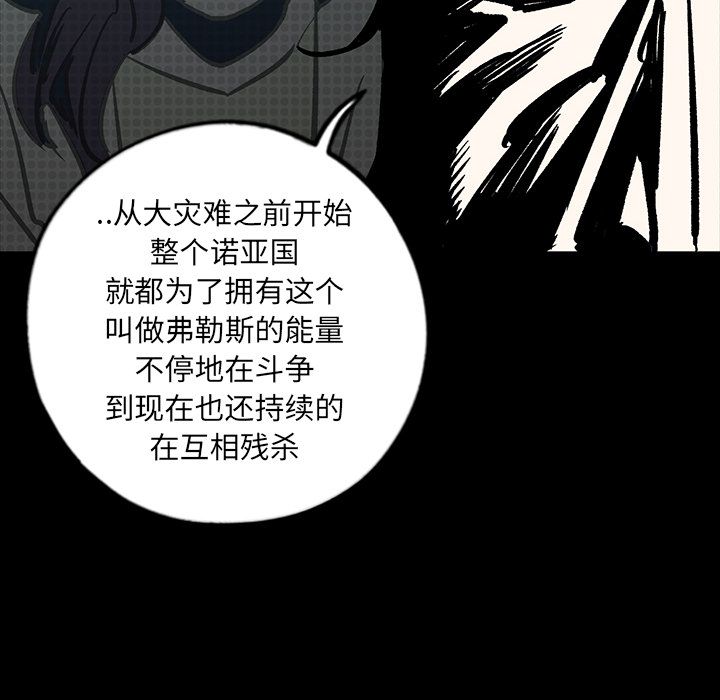 ..从大灾难之前开始
整个诺亚国
就都为了拥有这个
叫做弗勒斯的能量
不停地在斗争
到现在也还持续的
在互相残杀